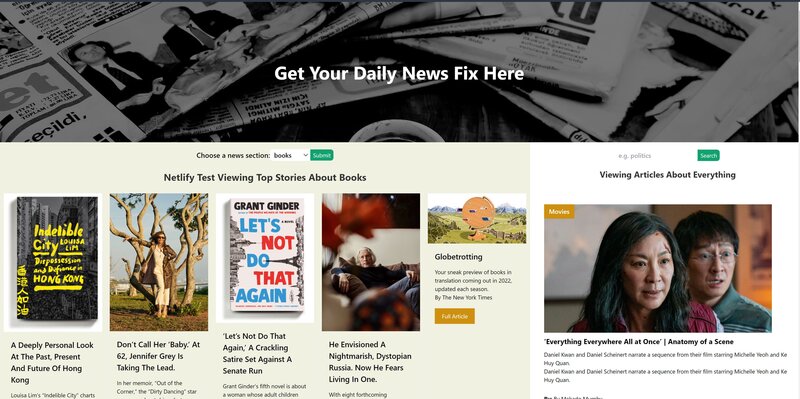 Get Your Daily News Fix Here
seçildi,
Choose a news section: books Submit
Netlify Test Viewing Top Stories About Books
Indelible
City LOUISA
LIM
Dispossession
and Defiance in
HONG KONG
A Deeply Personal Look
At The Past, Present
And Future Of Hong
Kong
Louisa Lim's “Indelible City” charts
Don’t Call Her ‘Baby.’ At
62, Jennifer Grey Is
Taking The Lead.
In her memoir, “Out of the
Corner,” the “Dirty Dancing” star
GRANT GINDER
A NOVEL
LET'S
NOT
DO
THAT
AGAIN
‘Let’s Not Do That
Again,’ A Crackling
Satire Set Against A
Senate Run
Grant Ginder’s fifth novel is about
a woman whose adult children
He Envisioned A
Nightmarish, Dystopian
Russia. Now He Fears
Living In One.
With eight forthcoming
Globetrotting
Your sneak preview of books in
translation coming out in 2022,
updated each season.
By The New York Times
Full Article
e.g. politics Search
Viewing Articles About Everything
Movies
‘Everything Everywhere All at Once’ | Anatomy of a Scene
Daniel Kwan and Daniel Scheinert narrate a sequence from their film starring Michelle Yeoh and Ke
Huy Quan.
Daniel Kwan and Daniel Scheinert narrate a sequence from their film starring Michelle Yeoh and Ke
Huy Quan.